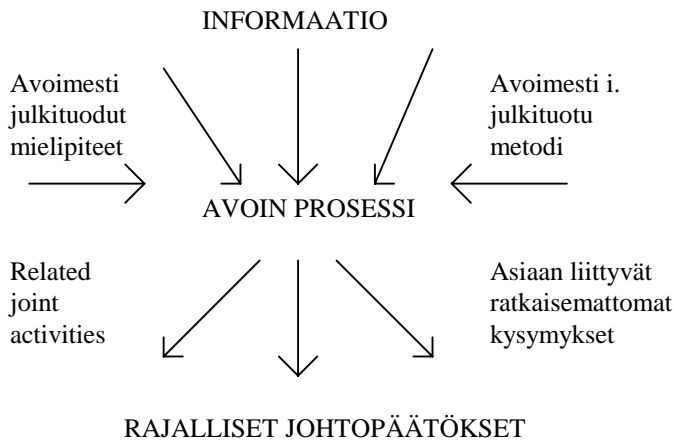 INFORMAATIO
Avoimesti
julkituodut
mielipiteet
Avoimesti i.
julkituotu
metodi
AVOIN PROSESSI
Related
joint
activities
Asiaan liittyvät
ratkaisemattomat
kysymykset
RAJALLISET JOHTOPÄÄTÖKSET